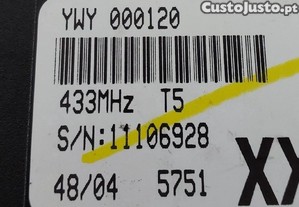 CustoJusto.pt
YWY 000120
433MHz T5
S/N:11106928
48/04 5751
XX